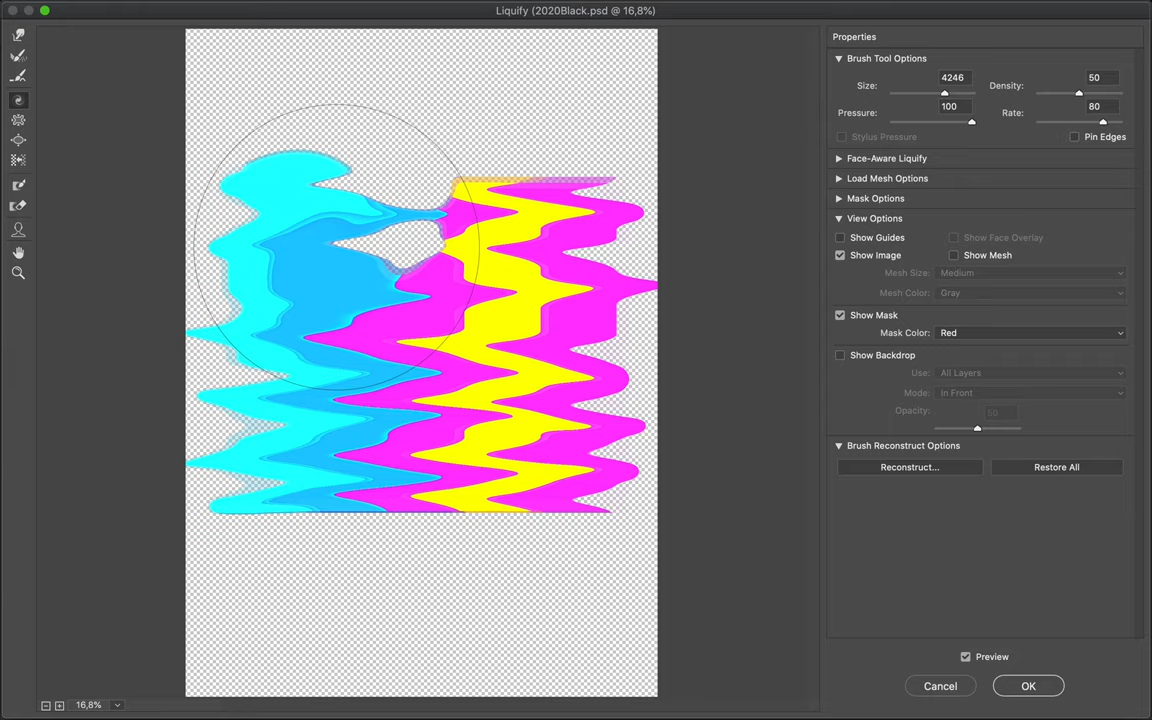 Liquify (2020Black.psd @ 16,8%)
Properties
Brush Tool Options
Size: 4246 Density: 50
Pressure: 100 Rate: 80
Stylus Pressure Pin Edges
Face-Aware Liquify
Load Mesh Options
Mask Options
View Options
Show Guides Show Face Overlay
Show Image Show Mesh
Mesh Size: Medium
Mesh Color: Gray
Show Mask
Mask Color: Red
Show Backdrop
Use: All Layers
Mode: In Front
Opacity: 50
Brush Reconstruct Options
Reconstruct... Restore All
Preview
Cancel OK
16,8%